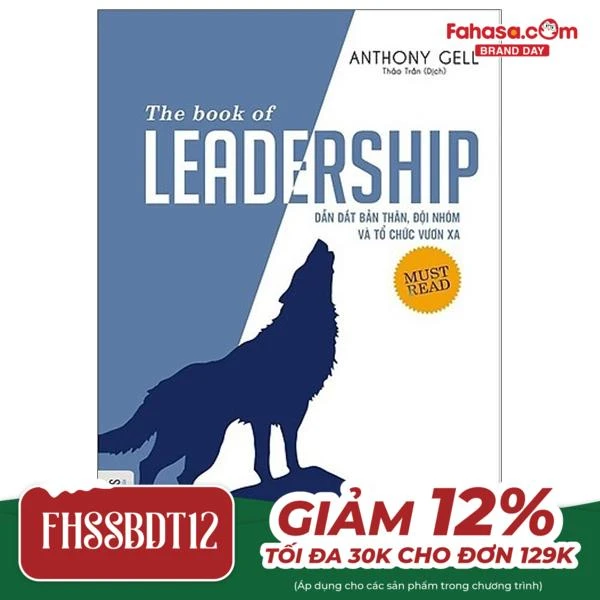 Fahasa.com
BRAND DAY
ANTHONY GELL
Thảo Trần (Dịch)
The book of
LEADERSHIP
DẪN DẮT BẢN THÂN, ĐỘI NHÓM
VÀ TỔ CHỨC VƯƠN XA
MUST
READ
FHSSBDT12
GIẢM 12%
TỐI ĐA 30K CHO ĐƠN 129K
(Áp dụng cho các sản phẩm trong chương trình)